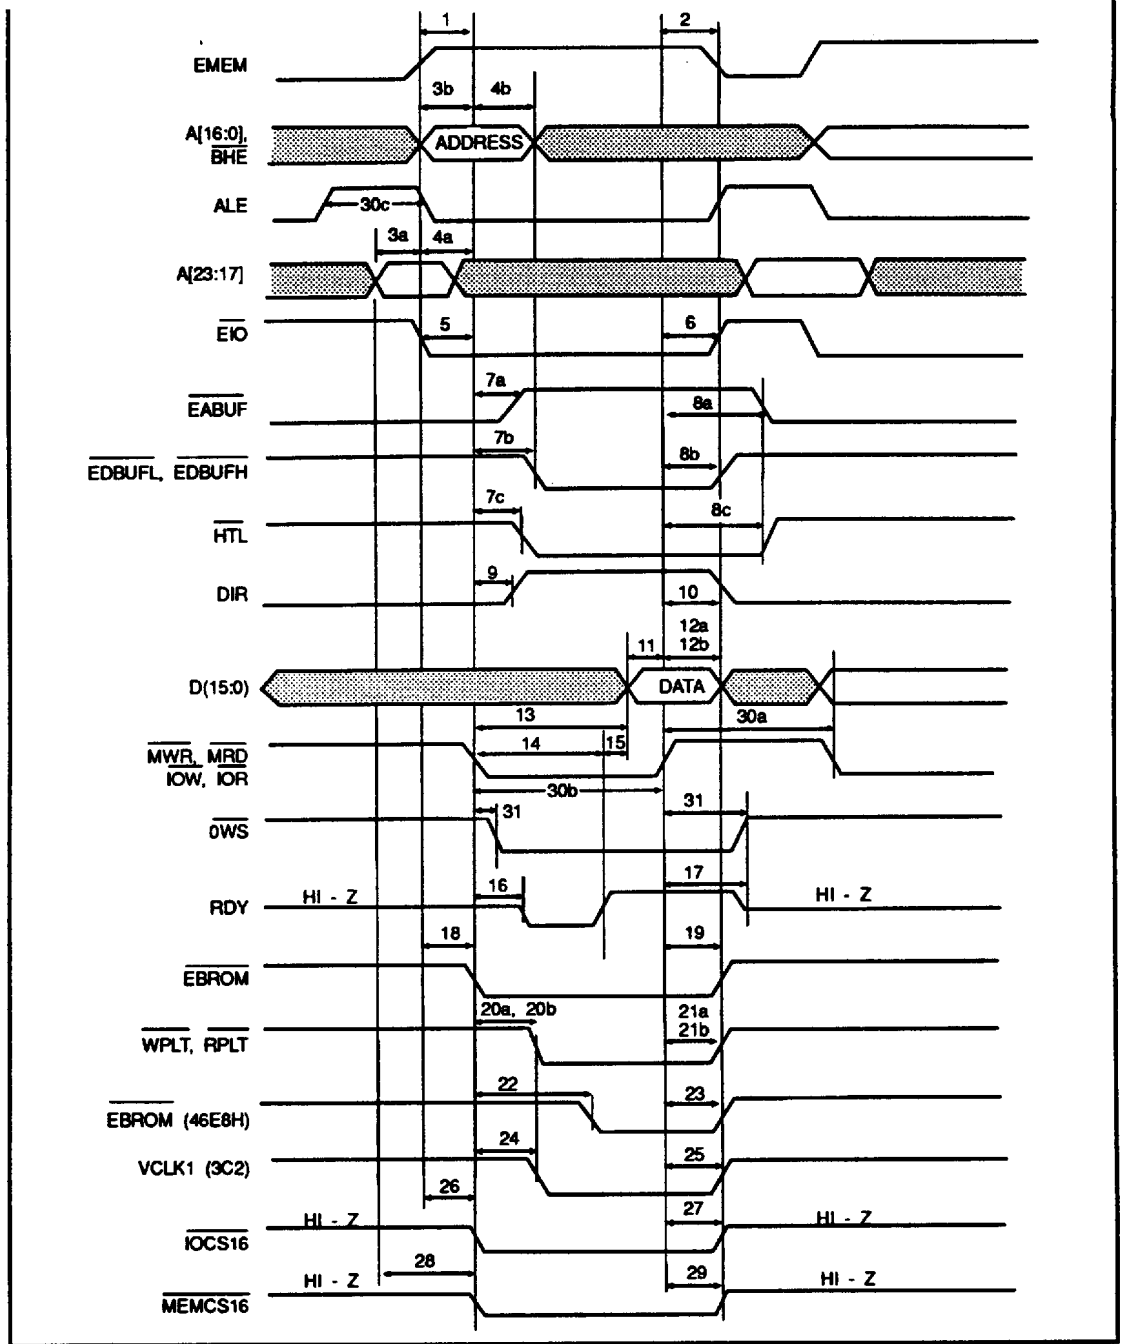 1 2
EMEM
3b 4b
A[16:0],
BHE
ADDRESS
ALE
30c
3a 4a
A[23:17]
EIO
5 6
7a
EABUF
8a
7b
EDBUFL, EDBUFH
8b
7c
8c
HTL
9
DIR
10
12a
11 12b
D(15:0)
DATA
13
30a
14 15
MWR, MRD
IOW, IOR
30b
31 31
0WS
16 17
RDY
HI - Z HI - Z
18 19
EBROM
20a, 20b 21a
WPLT, RPLT
21b
22 23
EBROM (46E8H)
24 25
VCLK1 (3C2)
26
27
HI - Z HI - Z
IOCS16
28 29
HI - Z HI - Z
MEMCS16